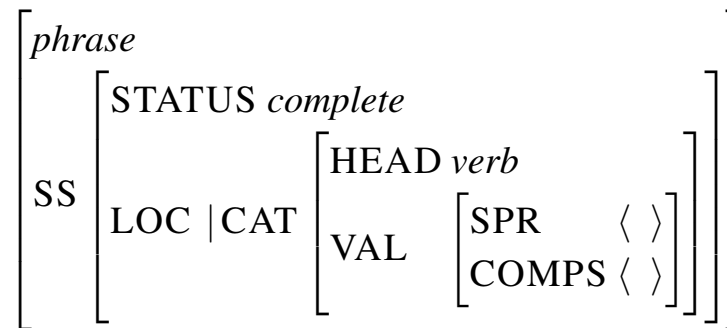 phrase
STATUS complete
HEAD verb
SS LOC |CAT VAL SPR ⟨ ⟩
COMPS ⟨ ⟩